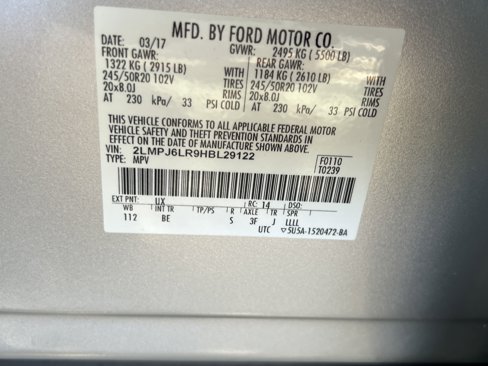 MFD. BY FORD MOTOR CO.
DATE: 03/17 GVWR: 2495 KG ( 5500 LB)
FRONT GAWR: REAR GAWR:
1322 KG ( 2915 LB) WITH 1184 KG ( 2610 LB) WITH
245/50R20 102V TIRES 245/50R20 102V TIRES
20x8.0J RIMS 20x8.0J RIMS
AT 230 kPa/ 33 PSI COLD AT 230 kPa/ 33 PSI COLD
THIS VEHICLE CONFORMS TO ALL APPLICABLE FEDERAL MOTOR
VEHICLE SAFETY AND THEFT PREVENTION STANDARDS IN
EFFECT ON THE DATE OF MANUFACTURE SHOWN ABOVE.
VIN: 2LMPJ6LR9HBL29122 F0110
TYPE: MPV T0239
EXT PNT: UX RC: 14 DSO:
WB INT TR TP/PS R AXLE TR SPR
112 BE S 3F J LLLL
UTC ▽5U5A-1520472-BA